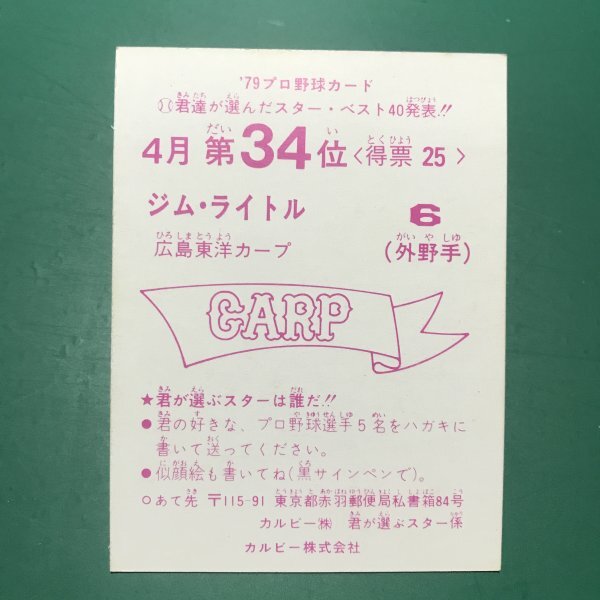 '79プロ野球カード
①君達が選んだスター・ベスト40発表!!
4月 第34位〈得票 25〉
ジム・ライトル 6
広島東洋カープ (外野手)
CARP
★君が選ぶスターは誰だ!!
●君の好きな、プロ野球選手5名をハガキに
書いて送ってください。
●似顔絵も書いてね(黒サインペンで)。
○あて先 〒115-91 東京都赤羽郵便局私書箱84号
カルビー㈱ 君が選ぶスター係
カルビー株式会社